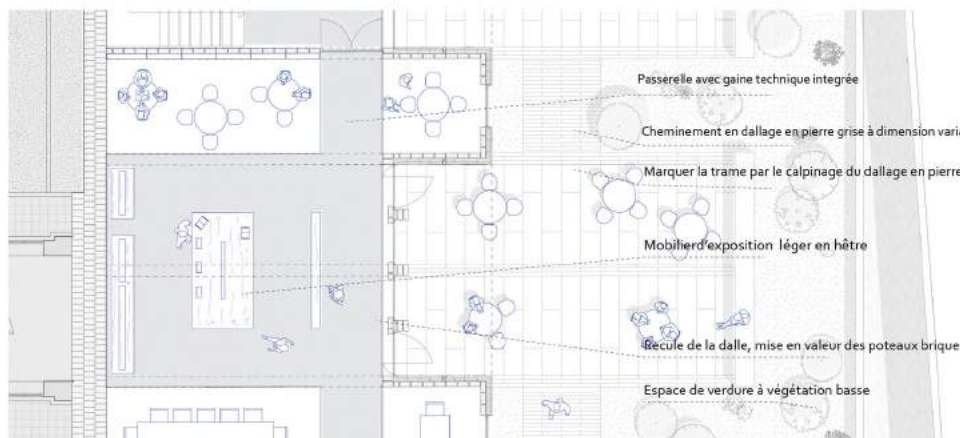 Passerelle avec gaine technique integrée
Cheminement en dallage en pierre grise à dimension varia
Marquer la trame par le calpinage du dallage en pierre
Mobilierd'exposition léger en hêtre
Récule de la dalle, mise en valeur des poteaux brique
Espace de verdure à végétation basse